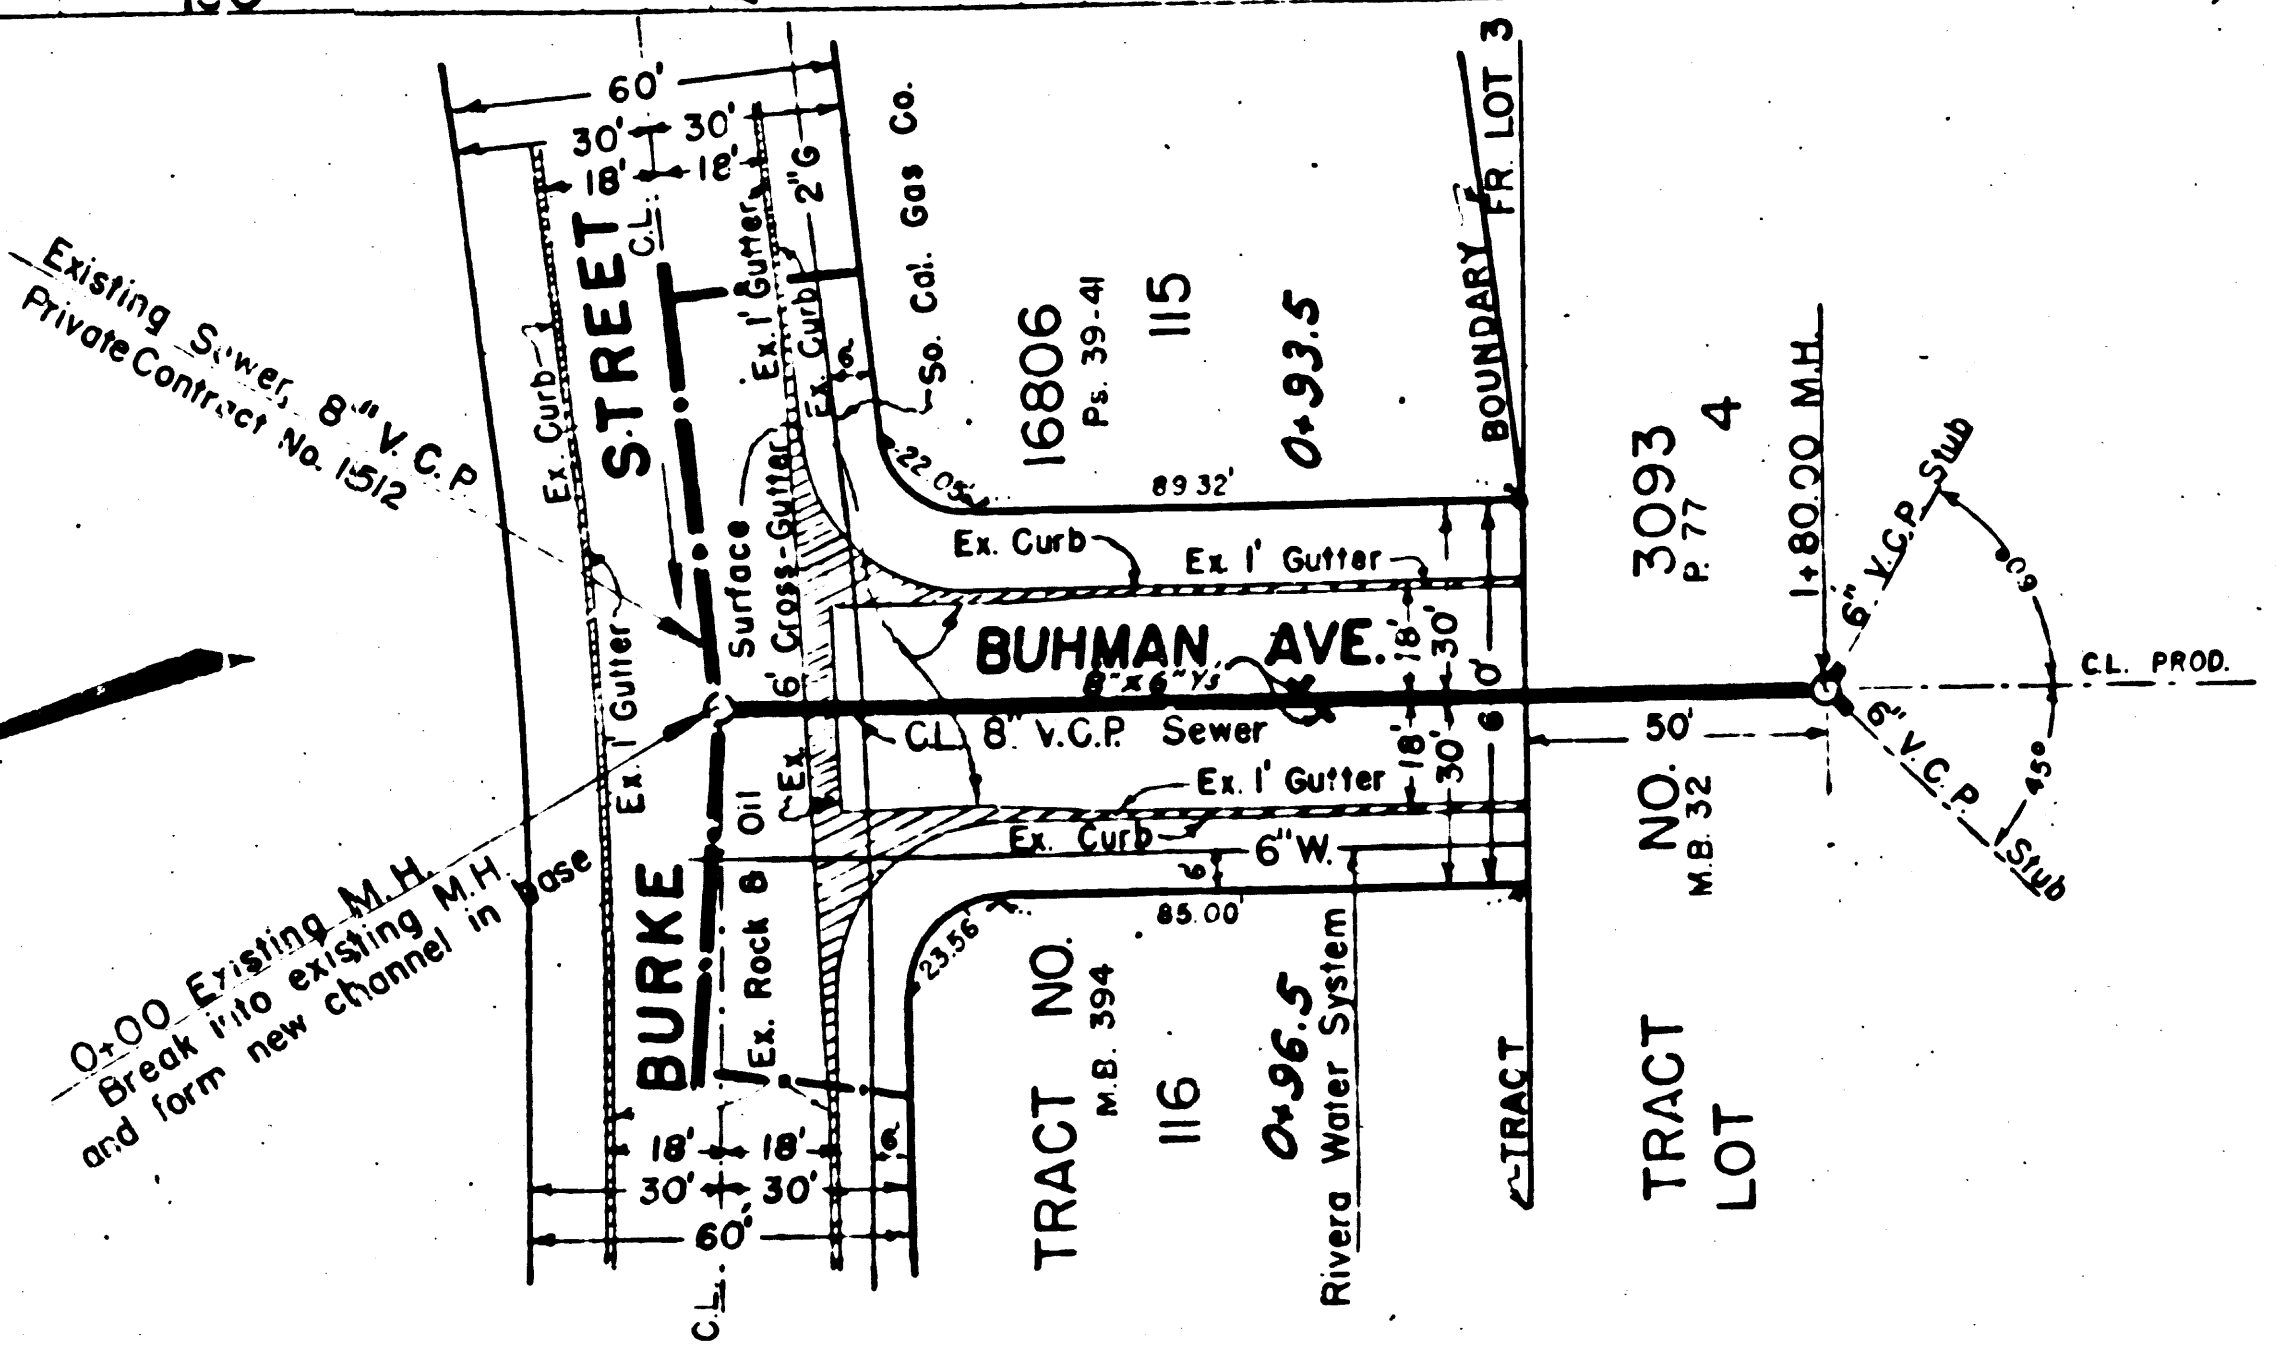 60'
30' 30'
18' 18'
C.L.
2" G
So. Cal. Gas Co.
Existing Sewer, 8" V. C. P.
Private Contract No. 1512
Ex. Curb
STREET
Ex. 1' Gutter
Ex. Curb
6'
22.05'
16806
Ps. 39-41
115
0+93.5
89.32'
BOUNDARY
FR. LOT 3
Surface
6' Cross-Gutter
Ex. Curb
Ex. 1' Gutter
BUHMAN AVE.
8" x 6" Y's
18'
30'
60'
C.L. 8" V.C.P. Sewer
18'
30'
Ex. 1' Gutter
Ex. Curb
6" W.
6'
85.00'
3093
P. 77
4
1+80.00 M.H.
6" V.C.P. Stub
60°
C.L. PROD.
50'
6" V.C.P. Stub
45°
Ex. 1' Gutter
Ex.
Oil
BURKE
Ex. Rock &
0+00 Existing M.H.
Break into existing M.H.
and form new channel in base
23.56'
TRACT NO.
M.B. 394
116
0+96.5
Rivera Water System
TRACT
TRACT NO.
M.B. 32
LOT
18' 18'
6'
30' 30'
60'
C.L.